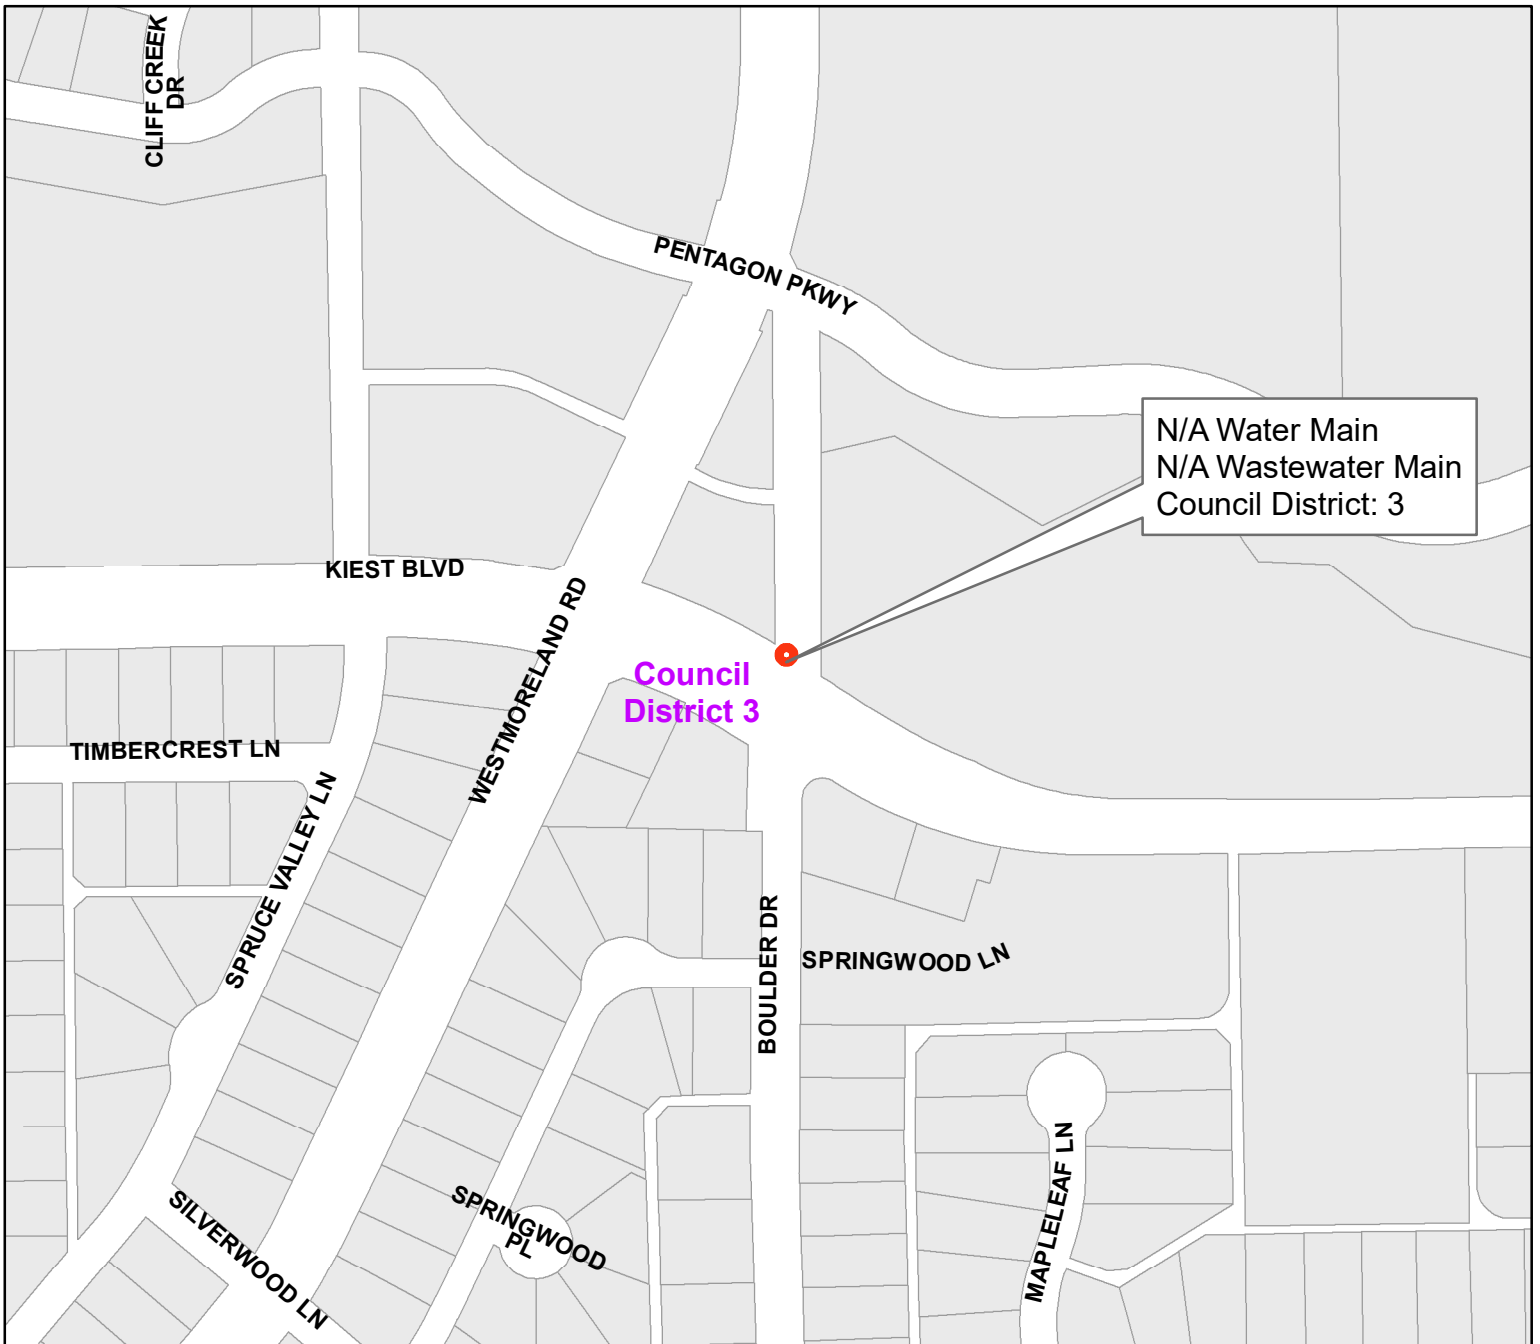 CLIFF CREEK
DR
PENTAGON PKWY
N/A Water Main
N/A Wastewater Main
Council District: 3
KIEST BLVD
WESTMORELAND RD
Council
District 3
TIMBERCREST LN
SPRUCE VALLEY LN
BOULDER DR
SPRINGWOOD LN
MAPLELEAF LN
SPRINGWOOD
PL
SILVERWOOD LN